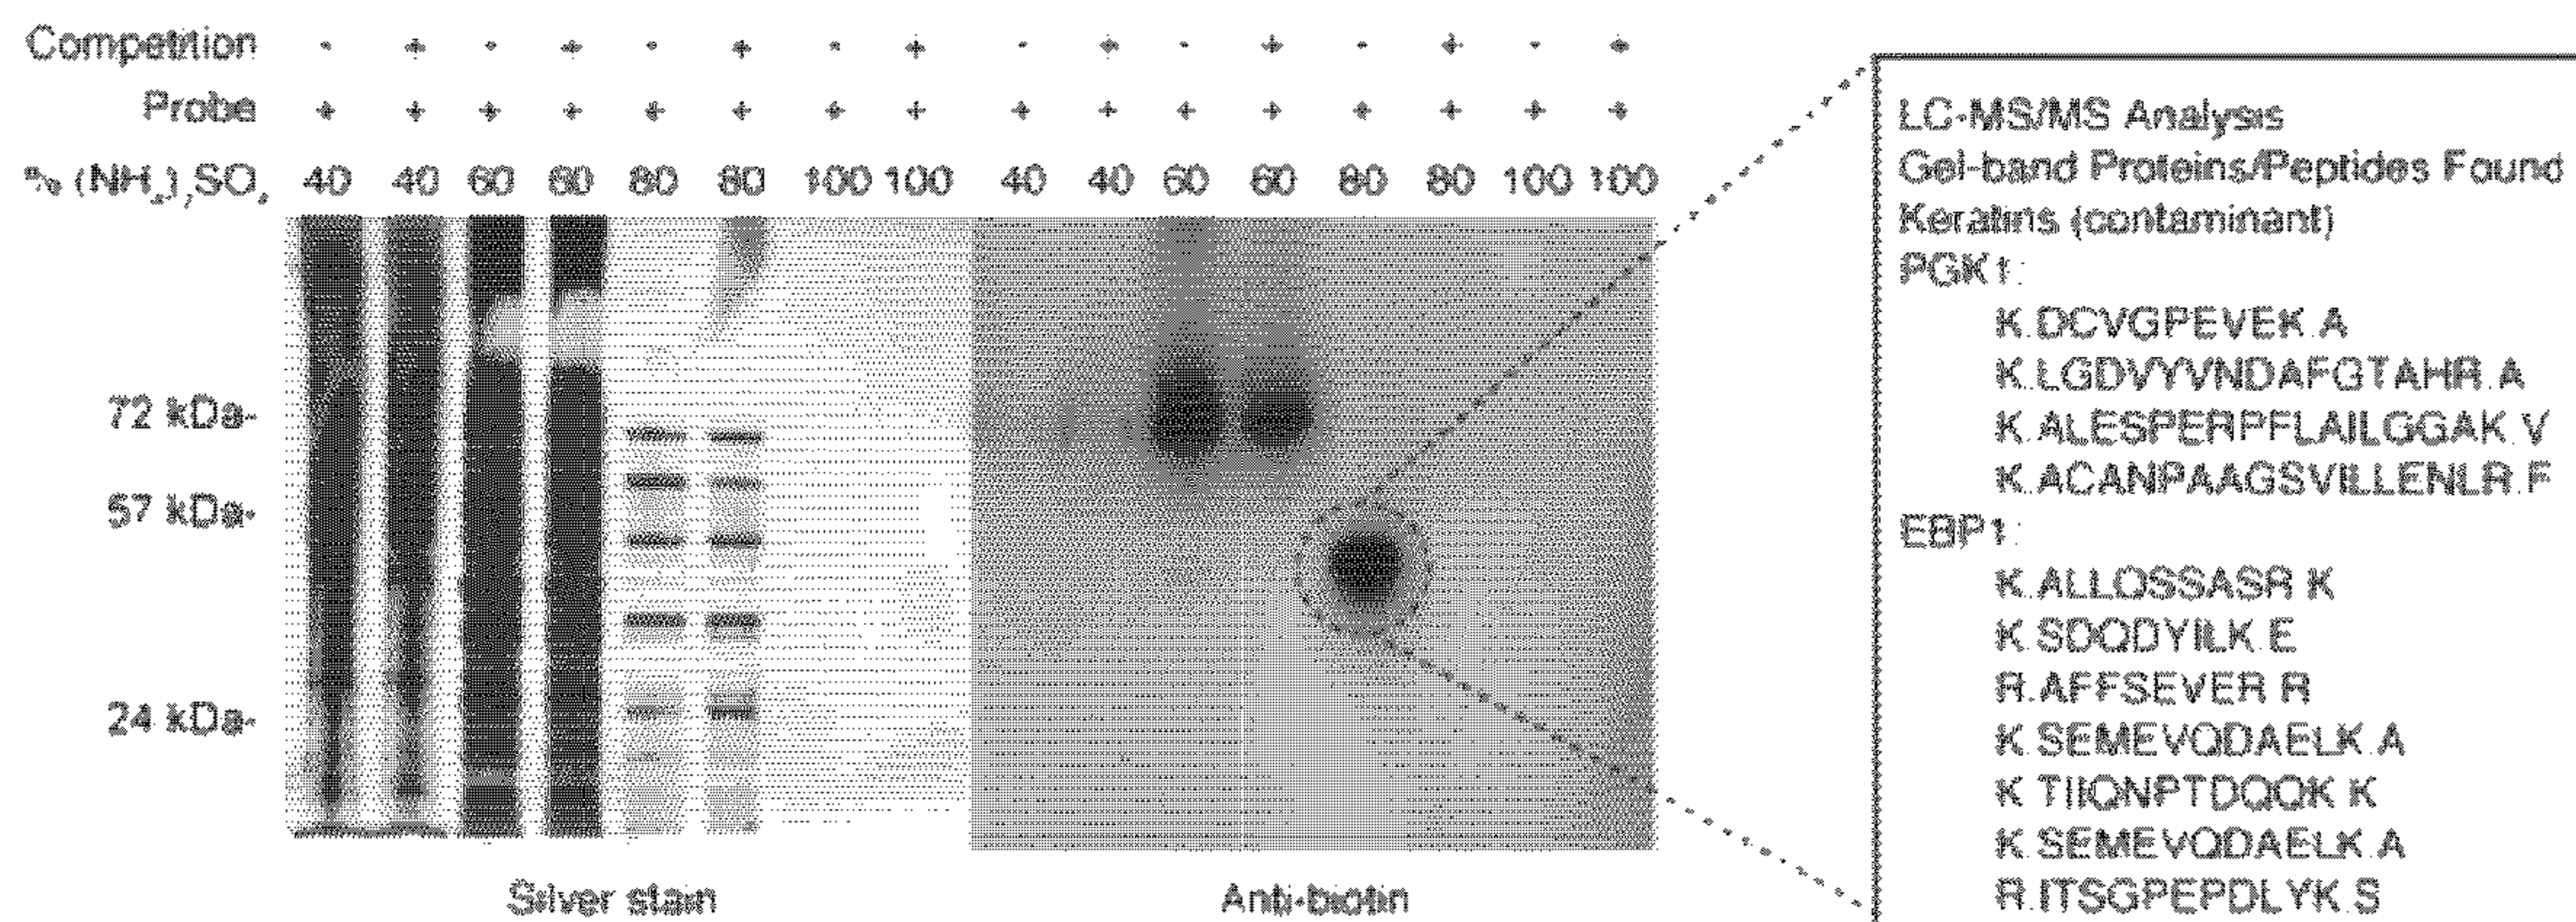 Competition - + - + - + - + - + - + - + - +
Probe + + + + + + + + + + + + + + + +
% (NH₄)₂SO₄ 40 40 60 60 80 80 100 100 40 40 60 60 80 80 100 100
72 kDa-
57 kDa-
24 kDa-
Silver stain
Anti-biotin
LC-MS/MS Analysis
Gel-band Proteins/Peptides Found
Keratins (contaminant)
PGK1:
K.DCVGPEVEK.A
K.LGDVYVNDAFGTAHR.A
K.ALESPERPFLAILGGAK.V
K.ACANPAAGSVILLENLR.F
EBP1:
K.ALLQSSASR.K
K.SDQDYILK.E
R.AFFSEVER.R
K.SEMEVQDAELK.A
K.TIIQNPTDQQK.K
K.SEMEVQDAELK.A
R.ITSGPEPDLYK.S